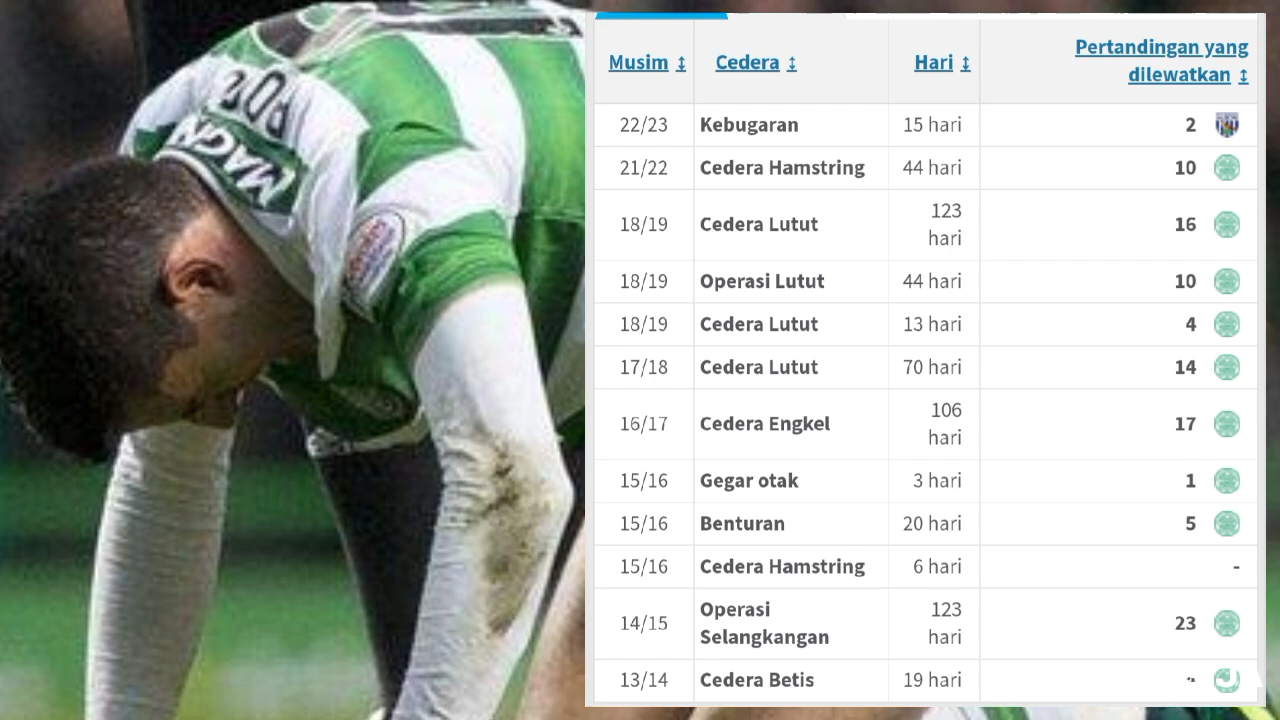 Musim ↕ Cedera ↕ Hari ↕ Pertandingan yang
dilewatkan ↕
22/23 Kebugaran 15 hari 2
21/22 Cedera Hamstring 44 hari 10
18/19 Cedera Lutut 123
hari 16
18/19 Operasi Lutut 44 hari 10
18/19 Cedera Lutut 13 hari 4
17/18 Cedera Lutut 70 hari 14
16/17 Cedera Engkel 106
hari 17
15/16 Gegar otak 3 hari 1
15/16 Benturan 20 hari 5
15/16 Cedera Hamstring 6 hari -
14/15 Operasi
Selangkangan 123
hari 23
13/14 Cedera Betis 19 hari